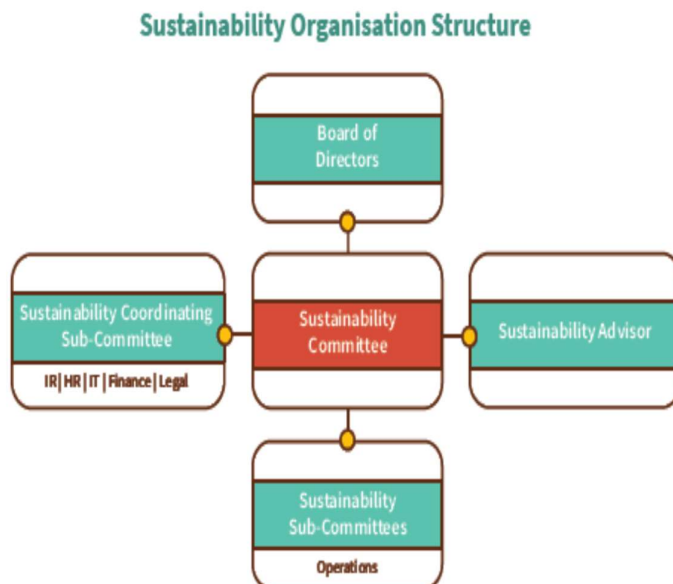 Sustainability Organisation Structure
Board of
Directors
Sustainability Coordinating
Sub-Committee
IR | HR | IT | Finance | Legal
Sustainability
Committee
Sustainability Advisor
Sustainability
Sub-Committees
Operations